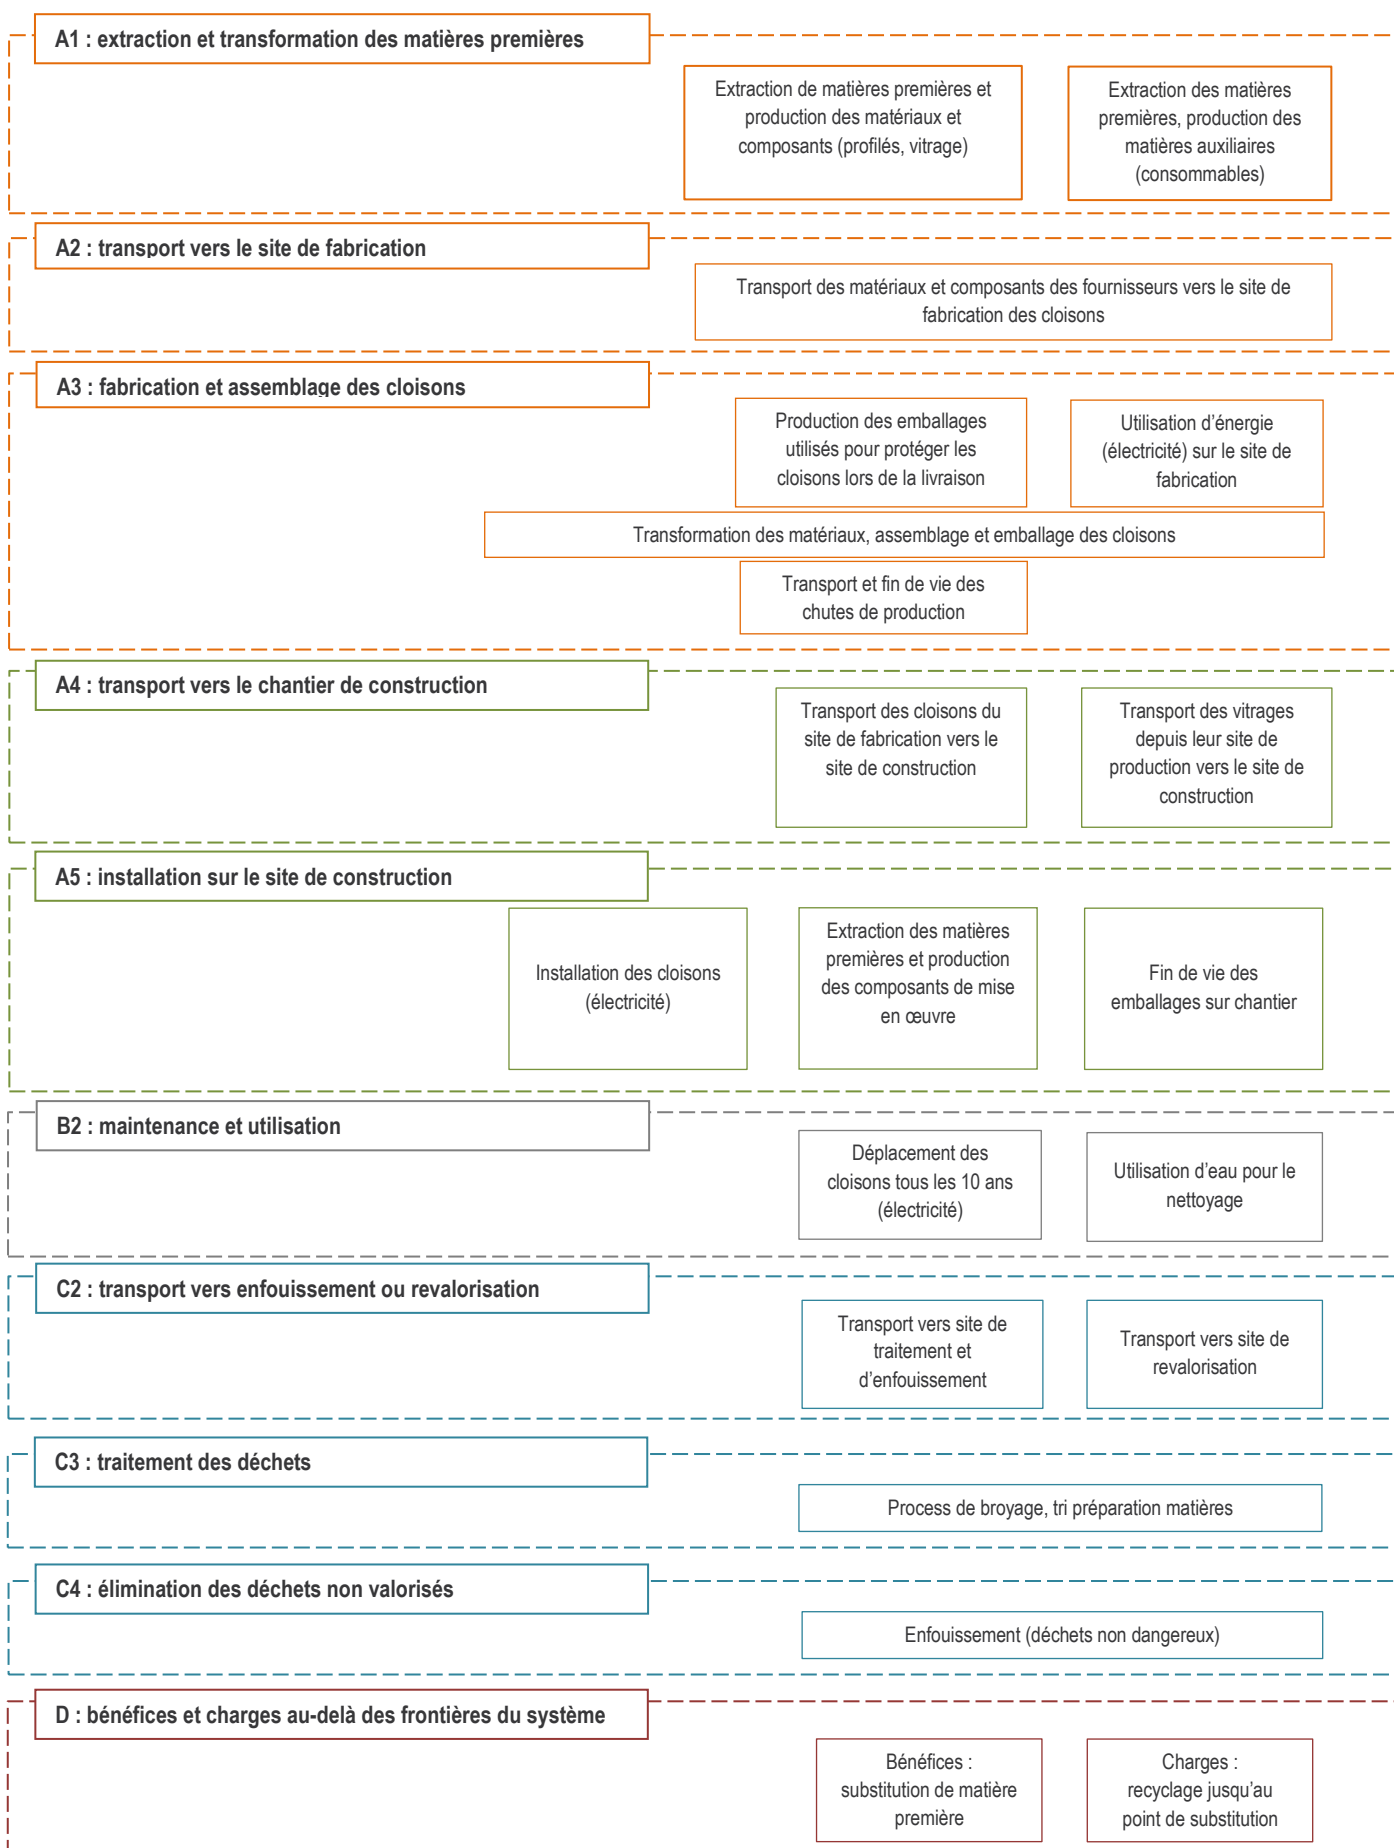 A1 : extraction et transformation des matières premières
Extraction de matières premières et
production des matériaux et
composants (profilés, vitrage)
Extraction des matières
premières, production des
matières auxiliaires
(consommables)
A2 : transport vers le site de fabrication
Transport des matériaux et composants des fournisseurs vers le site de
fabrication des cloisons
A3 : fabrication et assemblage des cloisons
Production des emballages
utilisés pour protéger les
cloisons lors de la livraison
Utilisation d’énergie
(électricité) sur le site de
fabrication
Transformation des matériaux, assemblage et emballage des cloisons
Transport et fin de vie des
chutes de production
A4 : transport vers le chantier de construction
Transport des cloisons du
site de fabrication vers le
site de construction
Transport des vitrages
depuis leur site de
production vers le site de
construction
A5 : installation sur le site de construction
Installation des cloisons
(électricité)
Extraction des matières
premières et production
des composants de mise
en œuvre
Fin de vie des
emballages sur chantier
B2 : maintenance et utilisation
Déplacement des
cloisons tous les 10 ans
(électricité)
Utilisation d’eau pour le
nettoyage
C2 : transport vers enfouissement ou revalorisation
Transport vers site de
traitement et
d’enfouissement
Transport vers site de
revalorisation
C3 : traitement des déchets
Process de broyage, tri préparation matières
C4 : élimination des déchets non valorisés
Enfouissement (déchets non dangereux)
D : bénéfices et charges au-delà des frontières du système
Bénéfices :
substitution de matière
première
Charges :
recyclage jusqu’au
point de substitution